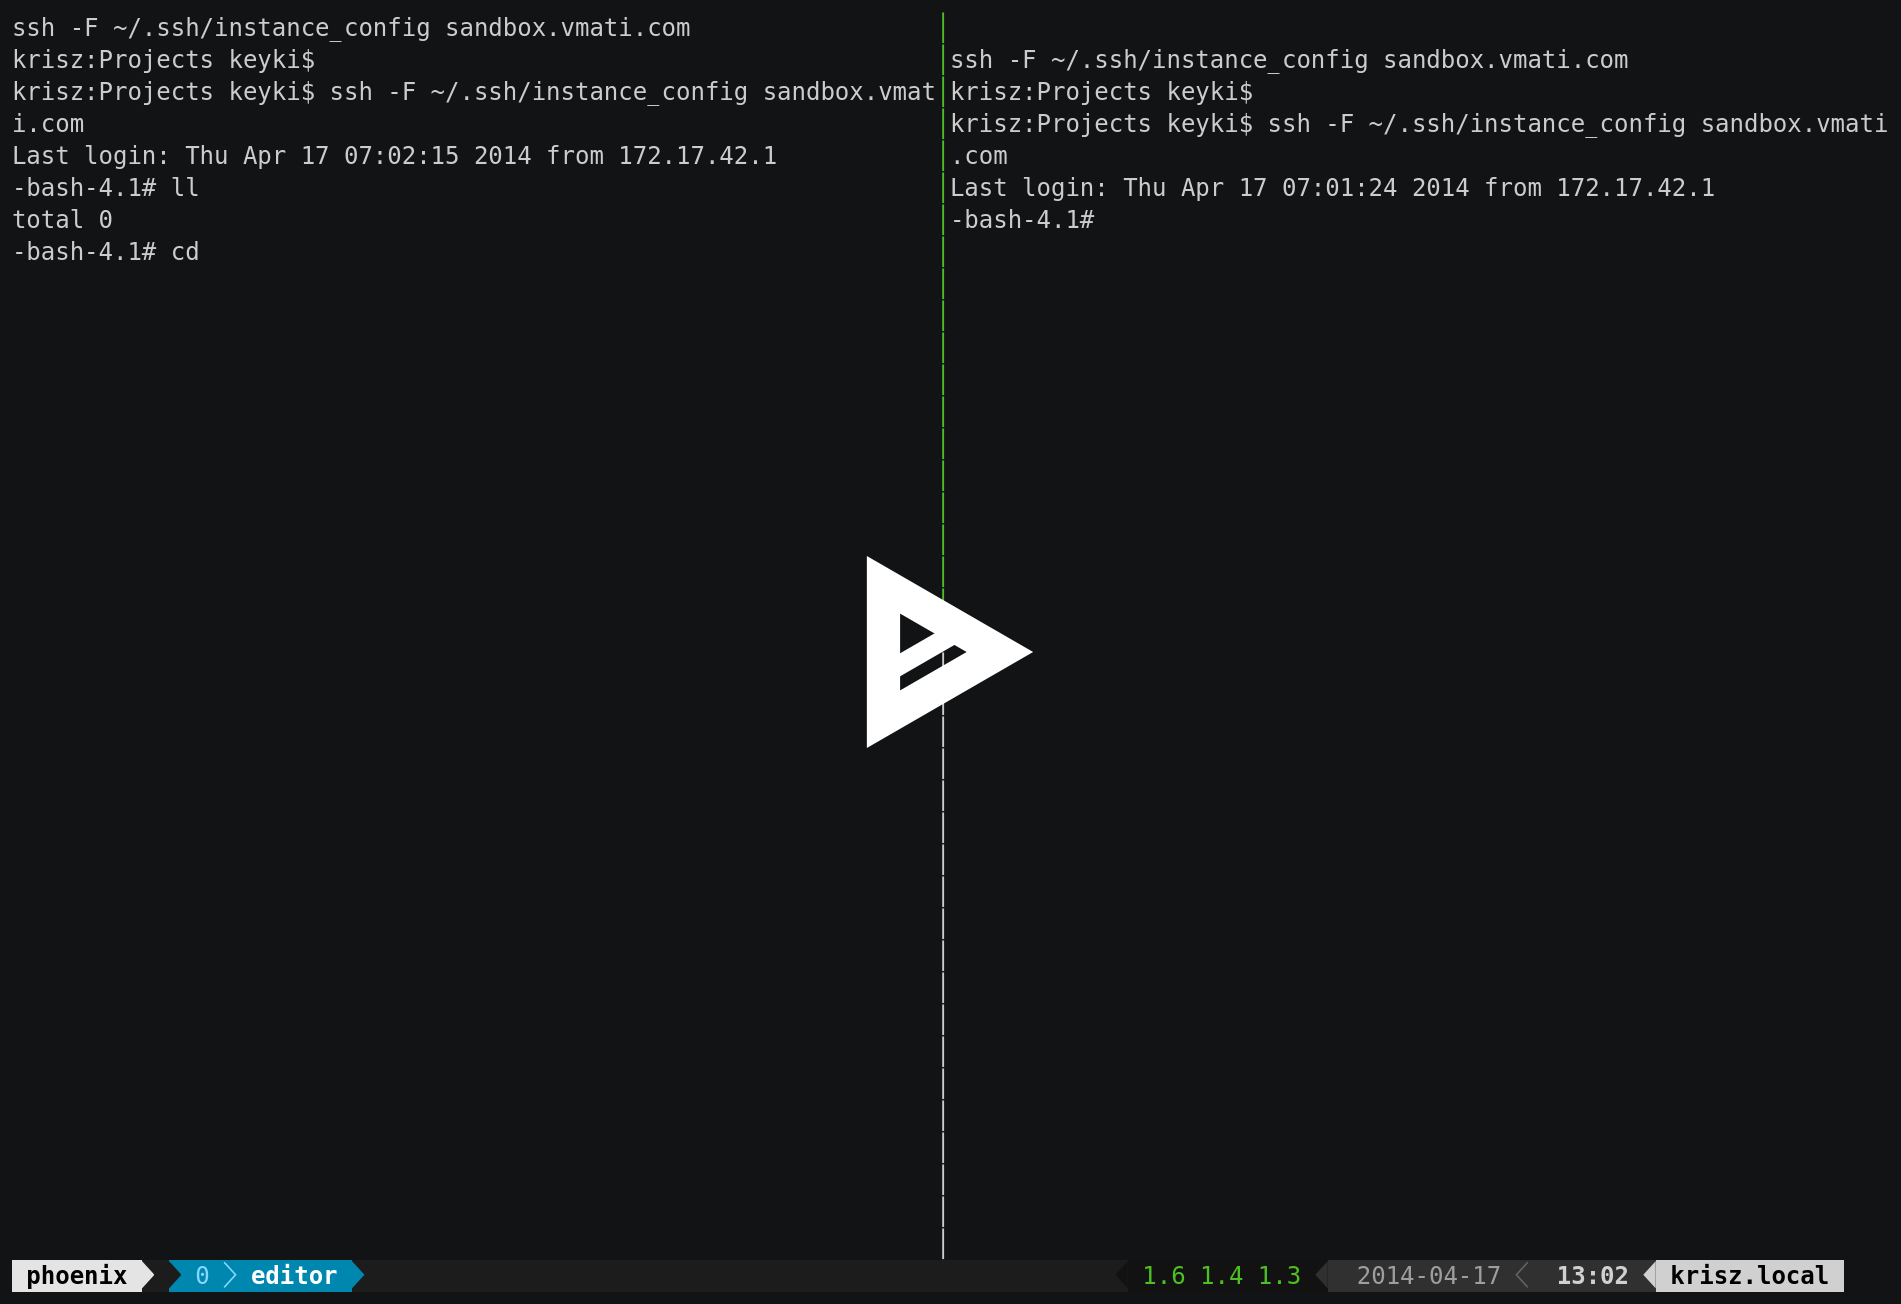 ssh -F ~/.ssh/instance_config sandbox.vmati.com
krisz:Projects keyki$
krisz:Projects keyki$ ssh -F ~/.ssh/instance_config sandbox.vmat
i.com
Last login: Thu Apr 17 07:02:15 2014 from 172.17.42.1
-bash-4.1# ll
total 0
-bash-4.1# cd
ssh -F ~/.ssh/instance_config sandbox.vmati.com
krisz:Projects keyki$
krisz:Projects keyki$ ssh -F ~/.ssh/instance_config sandbox.vmati
.com
Last login: Thu Apr 17 07:01:24 2014 from 172.17.42.1
-bash-4.1#
phoenix 0 editor 1.6 1.4 1.3 2014-04-17 13:02 krisz.local